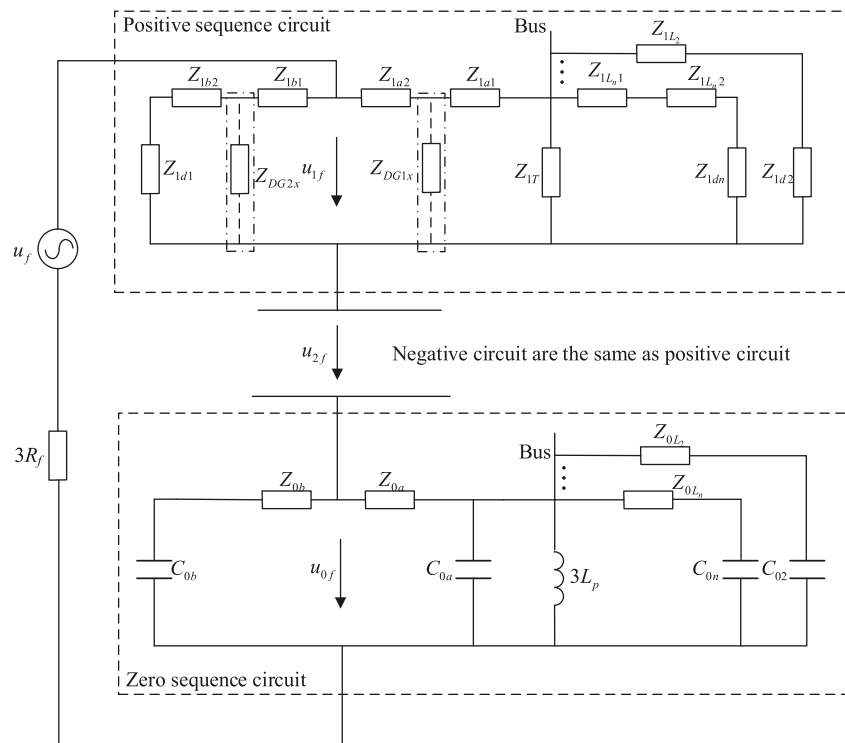 Positive sequence circuit
Bus
Z1L2
Z1b2
Z1b1
Z1a2
Z1a1
Z1Ln1
Z1Ln2
Z1d1
ZDG2x
u1f
ZDG1x
Z1T
Z1dn
Z1d2
uf
u2f
Negative circuit are the same as positive circuit
3Rf
Bus
Z0L2
Z0b
Z0a
Z0Ln
C0b
u0f
C0a
3Lp
C0n
C02
Zero sequence circuit